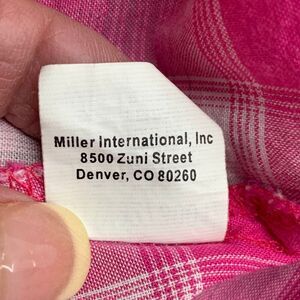 Miller International, Inc
8500 Zuni Street
Denver, CO 80260